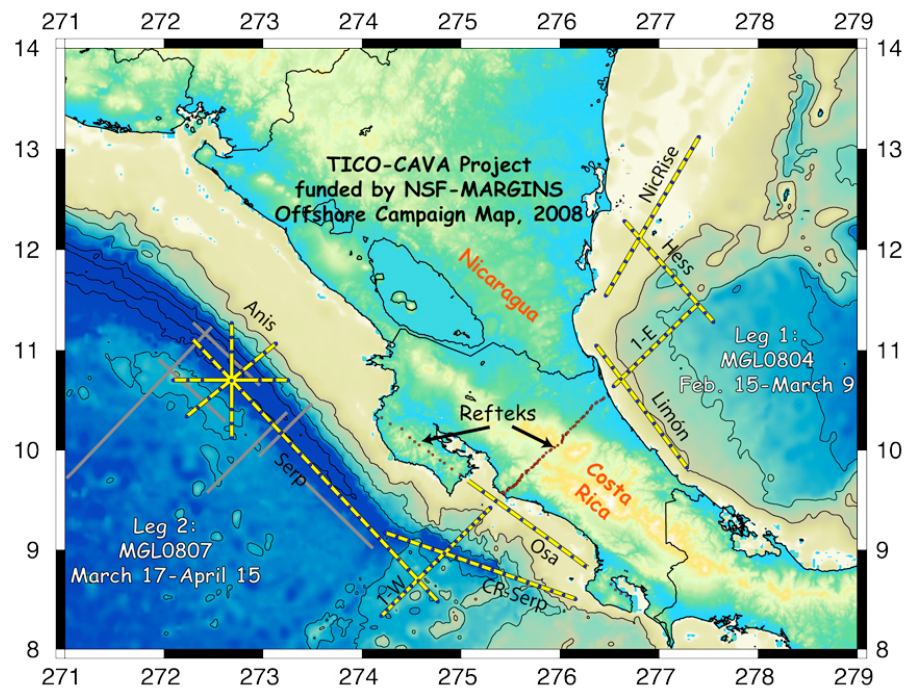 271 272 273 274 275 276 277 278 279
14 14
13 13
TICO-CAVA Project
funded by NSF-MARGINS
Offshore Campaign Map, 2008
NicRise
12 12
Hess
Nicaragua
Anis
1-E
11 11
Leg 1:
MGL0804
Feb. 15-March 9
Refteks
Limón
10 10
Serp
Costa
Rica
Leg 2:
MGL0807
March 17-April 15
9 9
Osa
1-W
CR-Serp
8 8
271 272 273 274 275 276 277 278 279